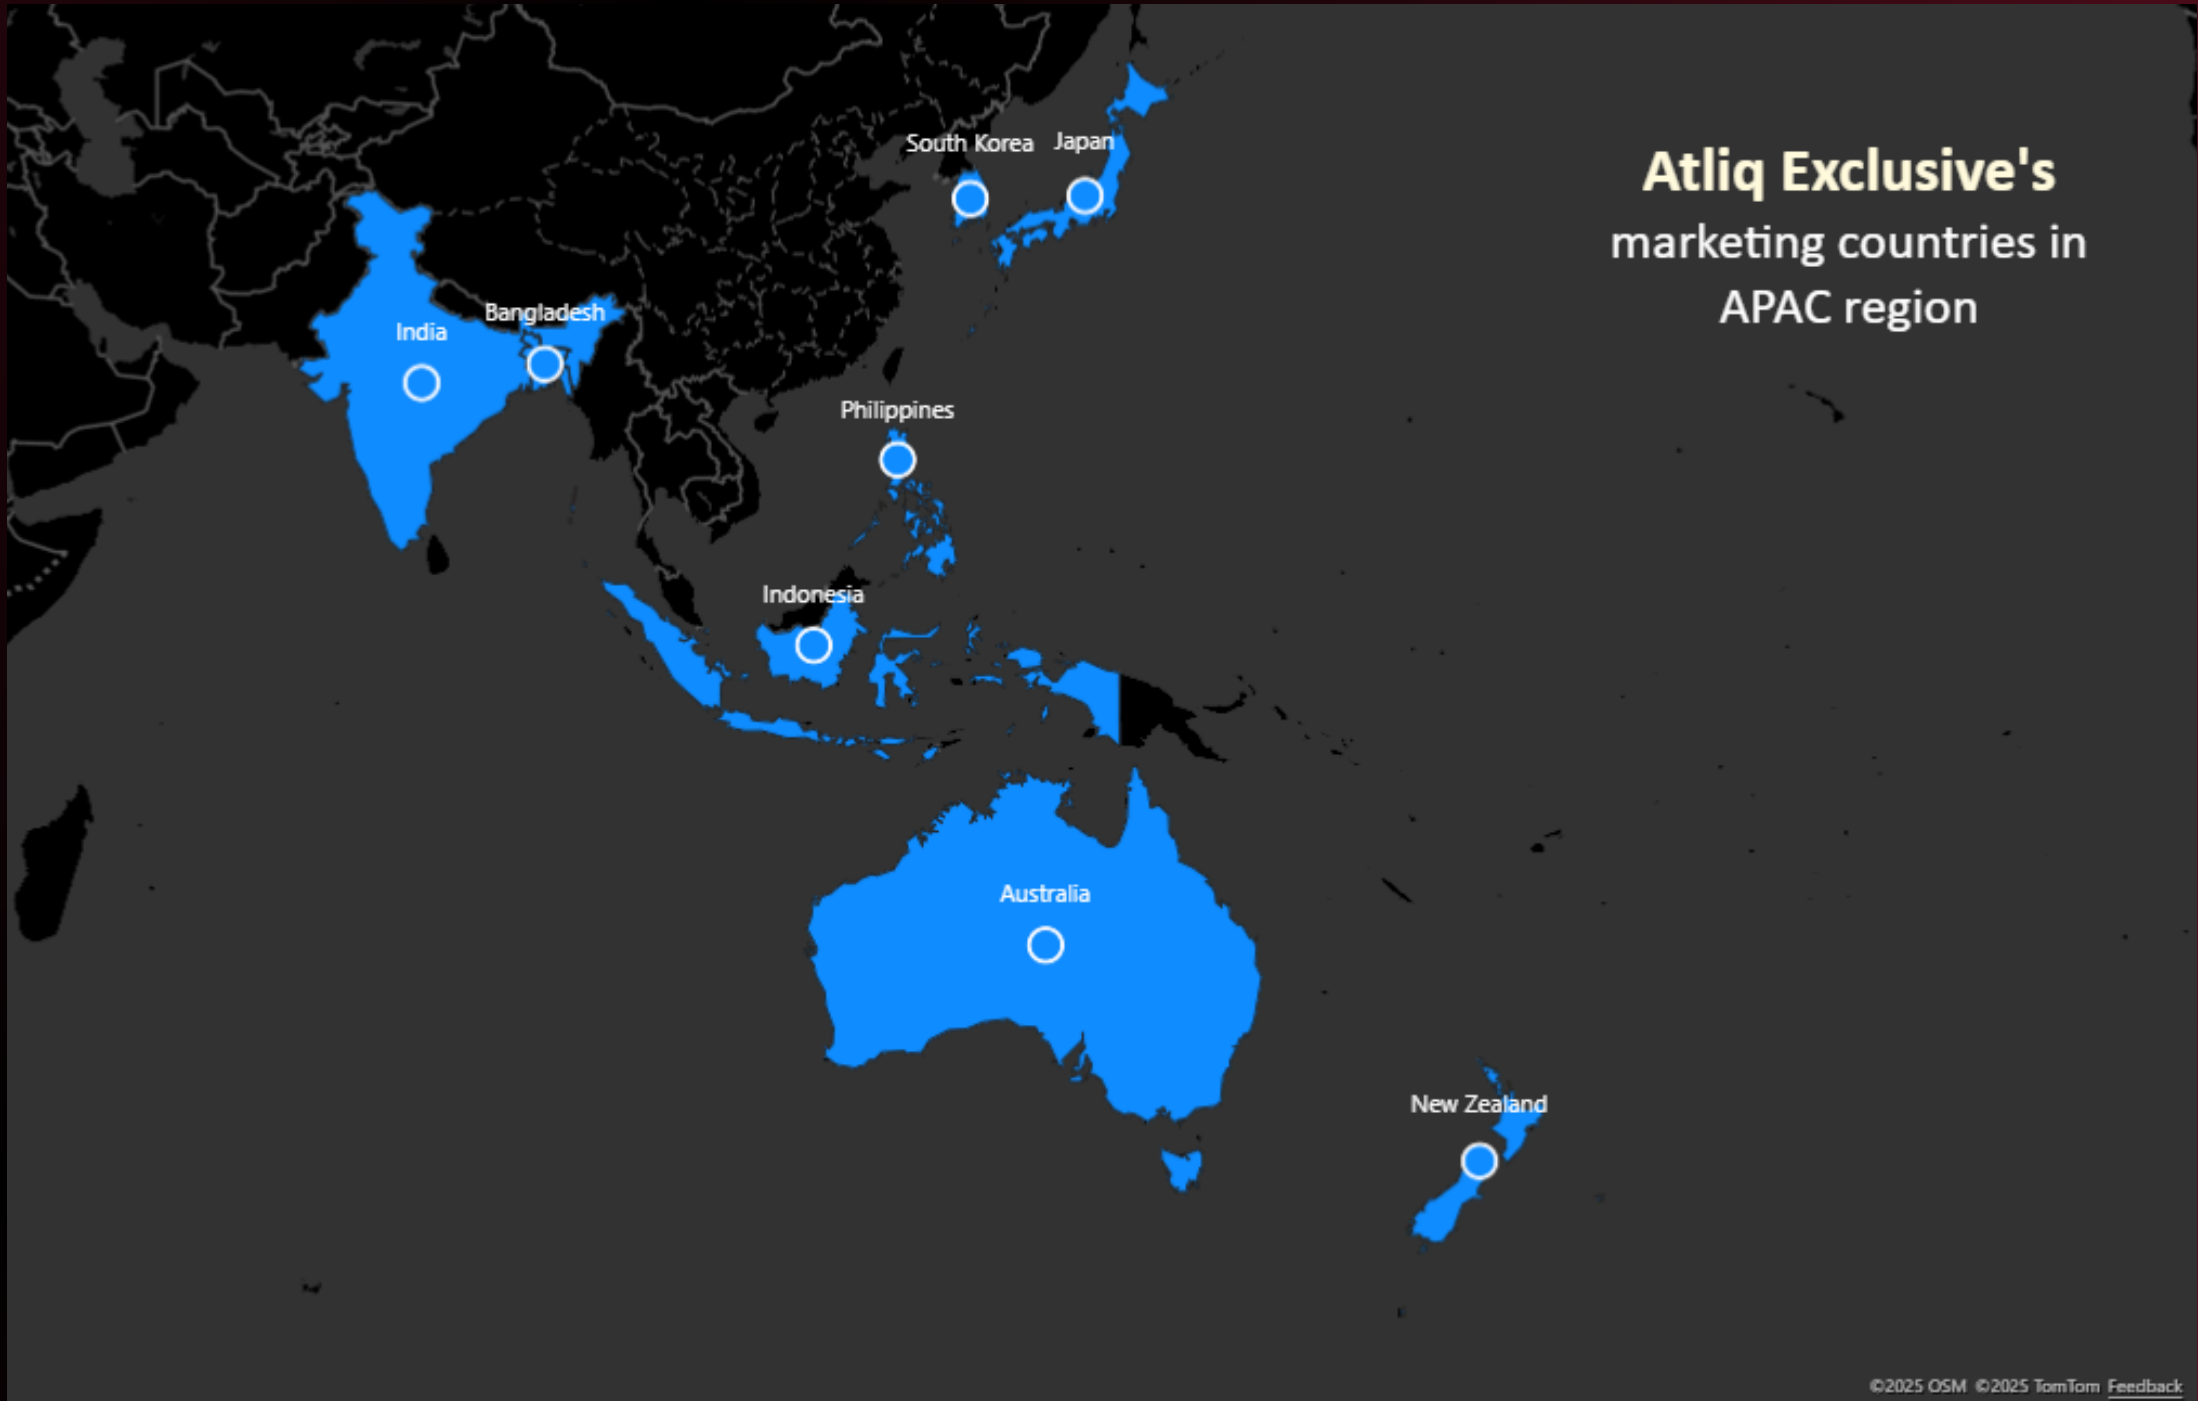 South Korea
Japan
Atliq Exclusive's
marketing countries in
APAC region
Bangladesh
India
Philippines
Indonesia
Australia
New Zealand
©2025 OSM ©2025 TomTom Feedback